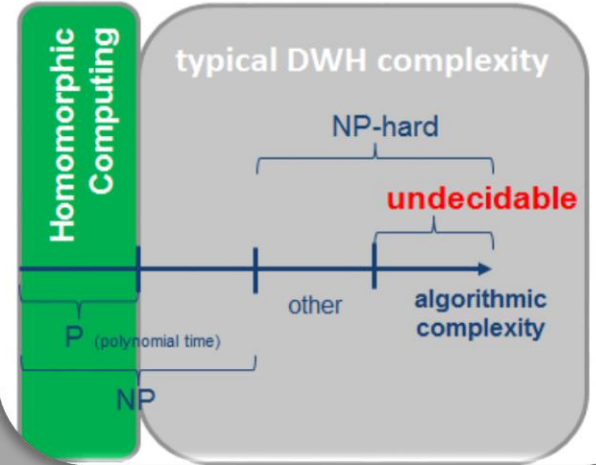 Homomorphic
Computing
typical DWH complexity
NP-hard
undecidable
other
algorithmic
complexity
P (polynomial time)
NP